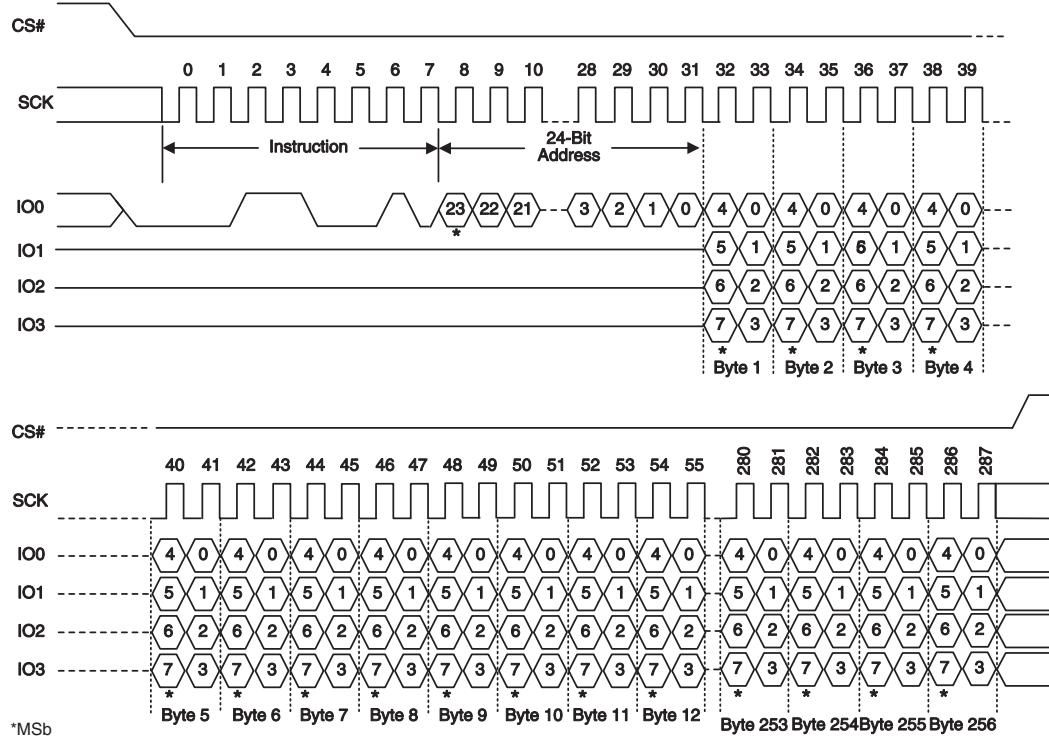 CS#
0 1 2 3 4 5 6 7 8 9 10 28 29 30 31 32 33 34 35 36 37 38 39
SCK
Instruction
24-Bit
Address
IO0 23 22 21 3 2 1 0 4 0 4 0 4 0 4 0
*
IO1 5 1 5 1 6 1 5 1
IO2 6 2 6 2 6 2 6 2
IO3 7 3 7 3 7 3 7 3
* * * *
Byte 1 Byte 2 Byte 3 Byte 4
CS#
40 41 42 43 44 45 46 47 48 49 50 51 52 53 54 55 280 281 282 283 284 285 286 287
SCK
IO0 4 0 4 0 4 0 4 0 4 0 4 0 4 0 4 0 4 0 4 0 4 0 4 0
IO1 5 1 5 1 5 1 5 1 5 1 5 1 5 1 5 1 5 1 5 1 5 1 5 1
IO2 6 2 6 2 6 2 6 2 6 2 6 2 6 2 6 2 6 2 6 2 6 2 6 2
IO3 7 3 7 3 7 3 7 3 7 3 7 3 7 3 7 3 7 3 7 3 7 3 7 3
* * * * * * * * * * * *
Byte 5 Byte 6 Byte 7 Byte 8 Byte 9 Byte 10 Byte 11 Byte 12 Byte 253 Byte 254 Byte 255 Byte 256
*MSb